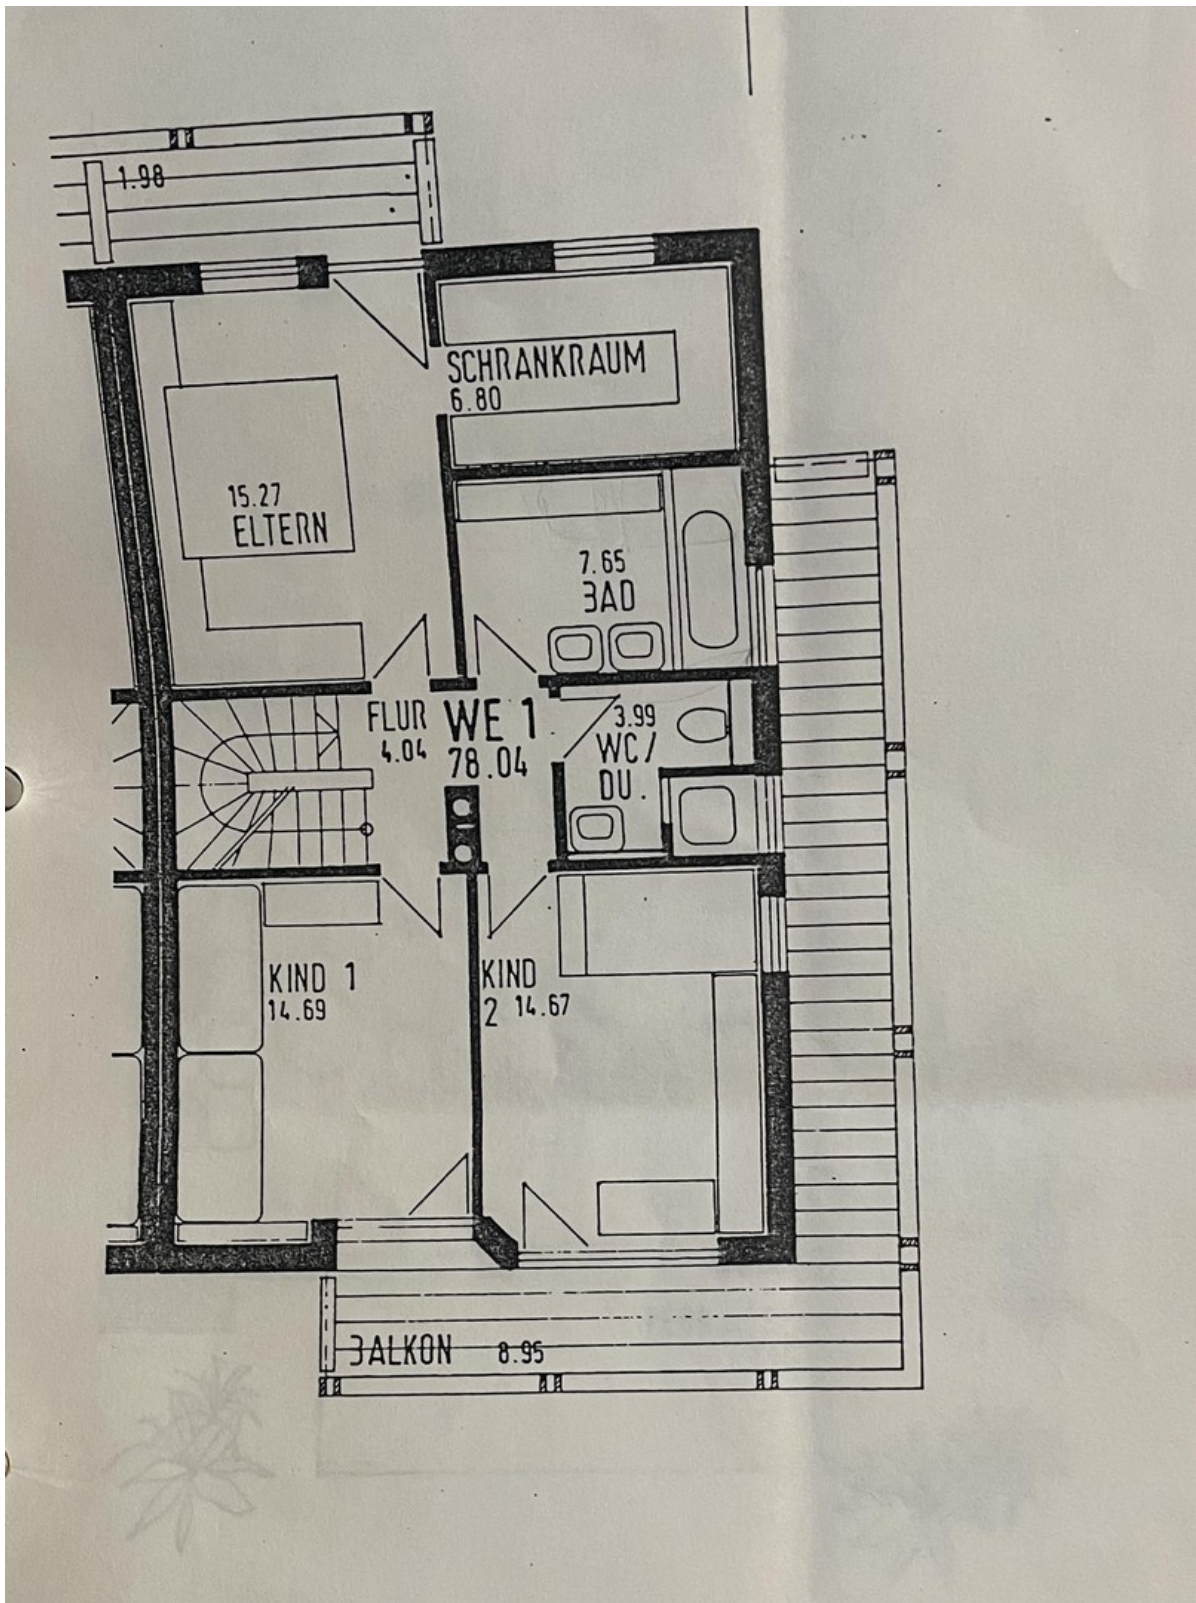 1.98
SCHRANKRAUM
6.80
15.27
ELTERN
7.65
BAD
FLUR
4.04
WE 1
78.04
3.99
WC/
DU.
KIND 1
14.69
KIND
2 14.67
BALKON 8.95